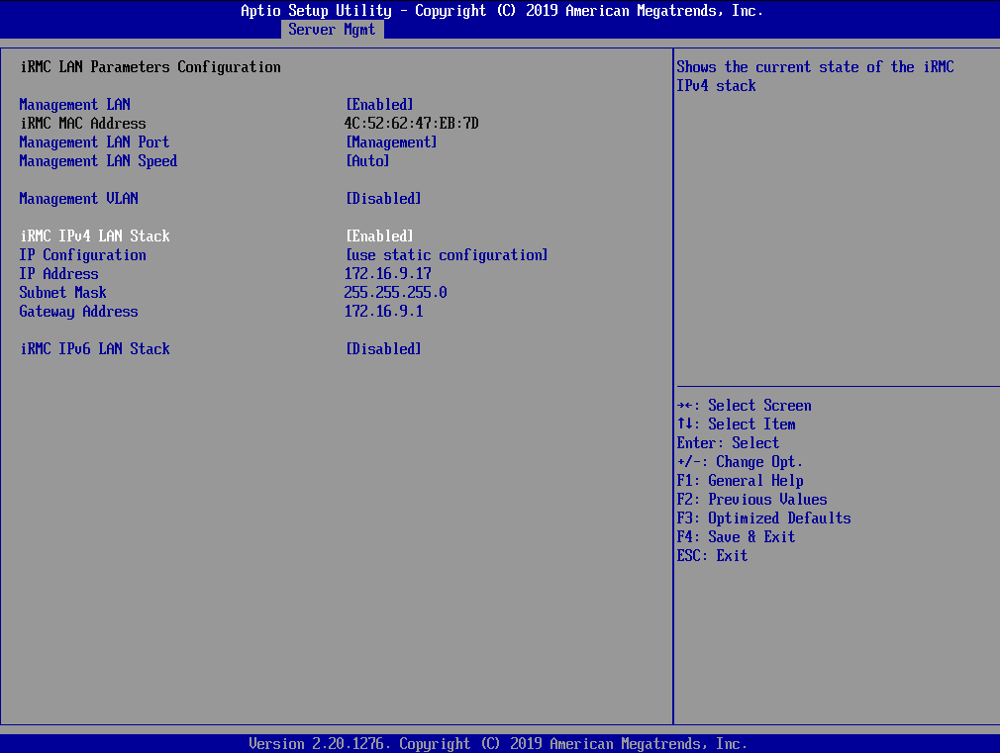 Aptio Setup Utility - Copyright (C) 2019 American Megatrends, Inc.
Server Mgmt
iRMC LAN Parameters Configuration
Management LAN [Enabled]
iRMC MAC Address 4C:52:62:47:EB:7D
Management LAN Port [Management]
Management LAN Speed [Auto]
Management VLAN [Disabled]
iRMC IPv4 LAN Stack [Enabled]
IP Configuration [use static configuration]
IP Address 172.16.9.17
Subnet Mask 255.255.255.0
Gateway Address 172.16.9.1
iRMC IPv6 LAN Stack [Disabled]
Shows the current state of the iRMC
IPv4 stack
→←: Select Screen
↑↓: Select Item
Enter: Select
+/-: Change Opt.
F1: General Help
F2: Previous Values
F3: Optimized Defaults
F4: Save & Exit
ESC: Exit
Version 2.20.1276. Copyright (C) 2019 American Megatrends, Inc.